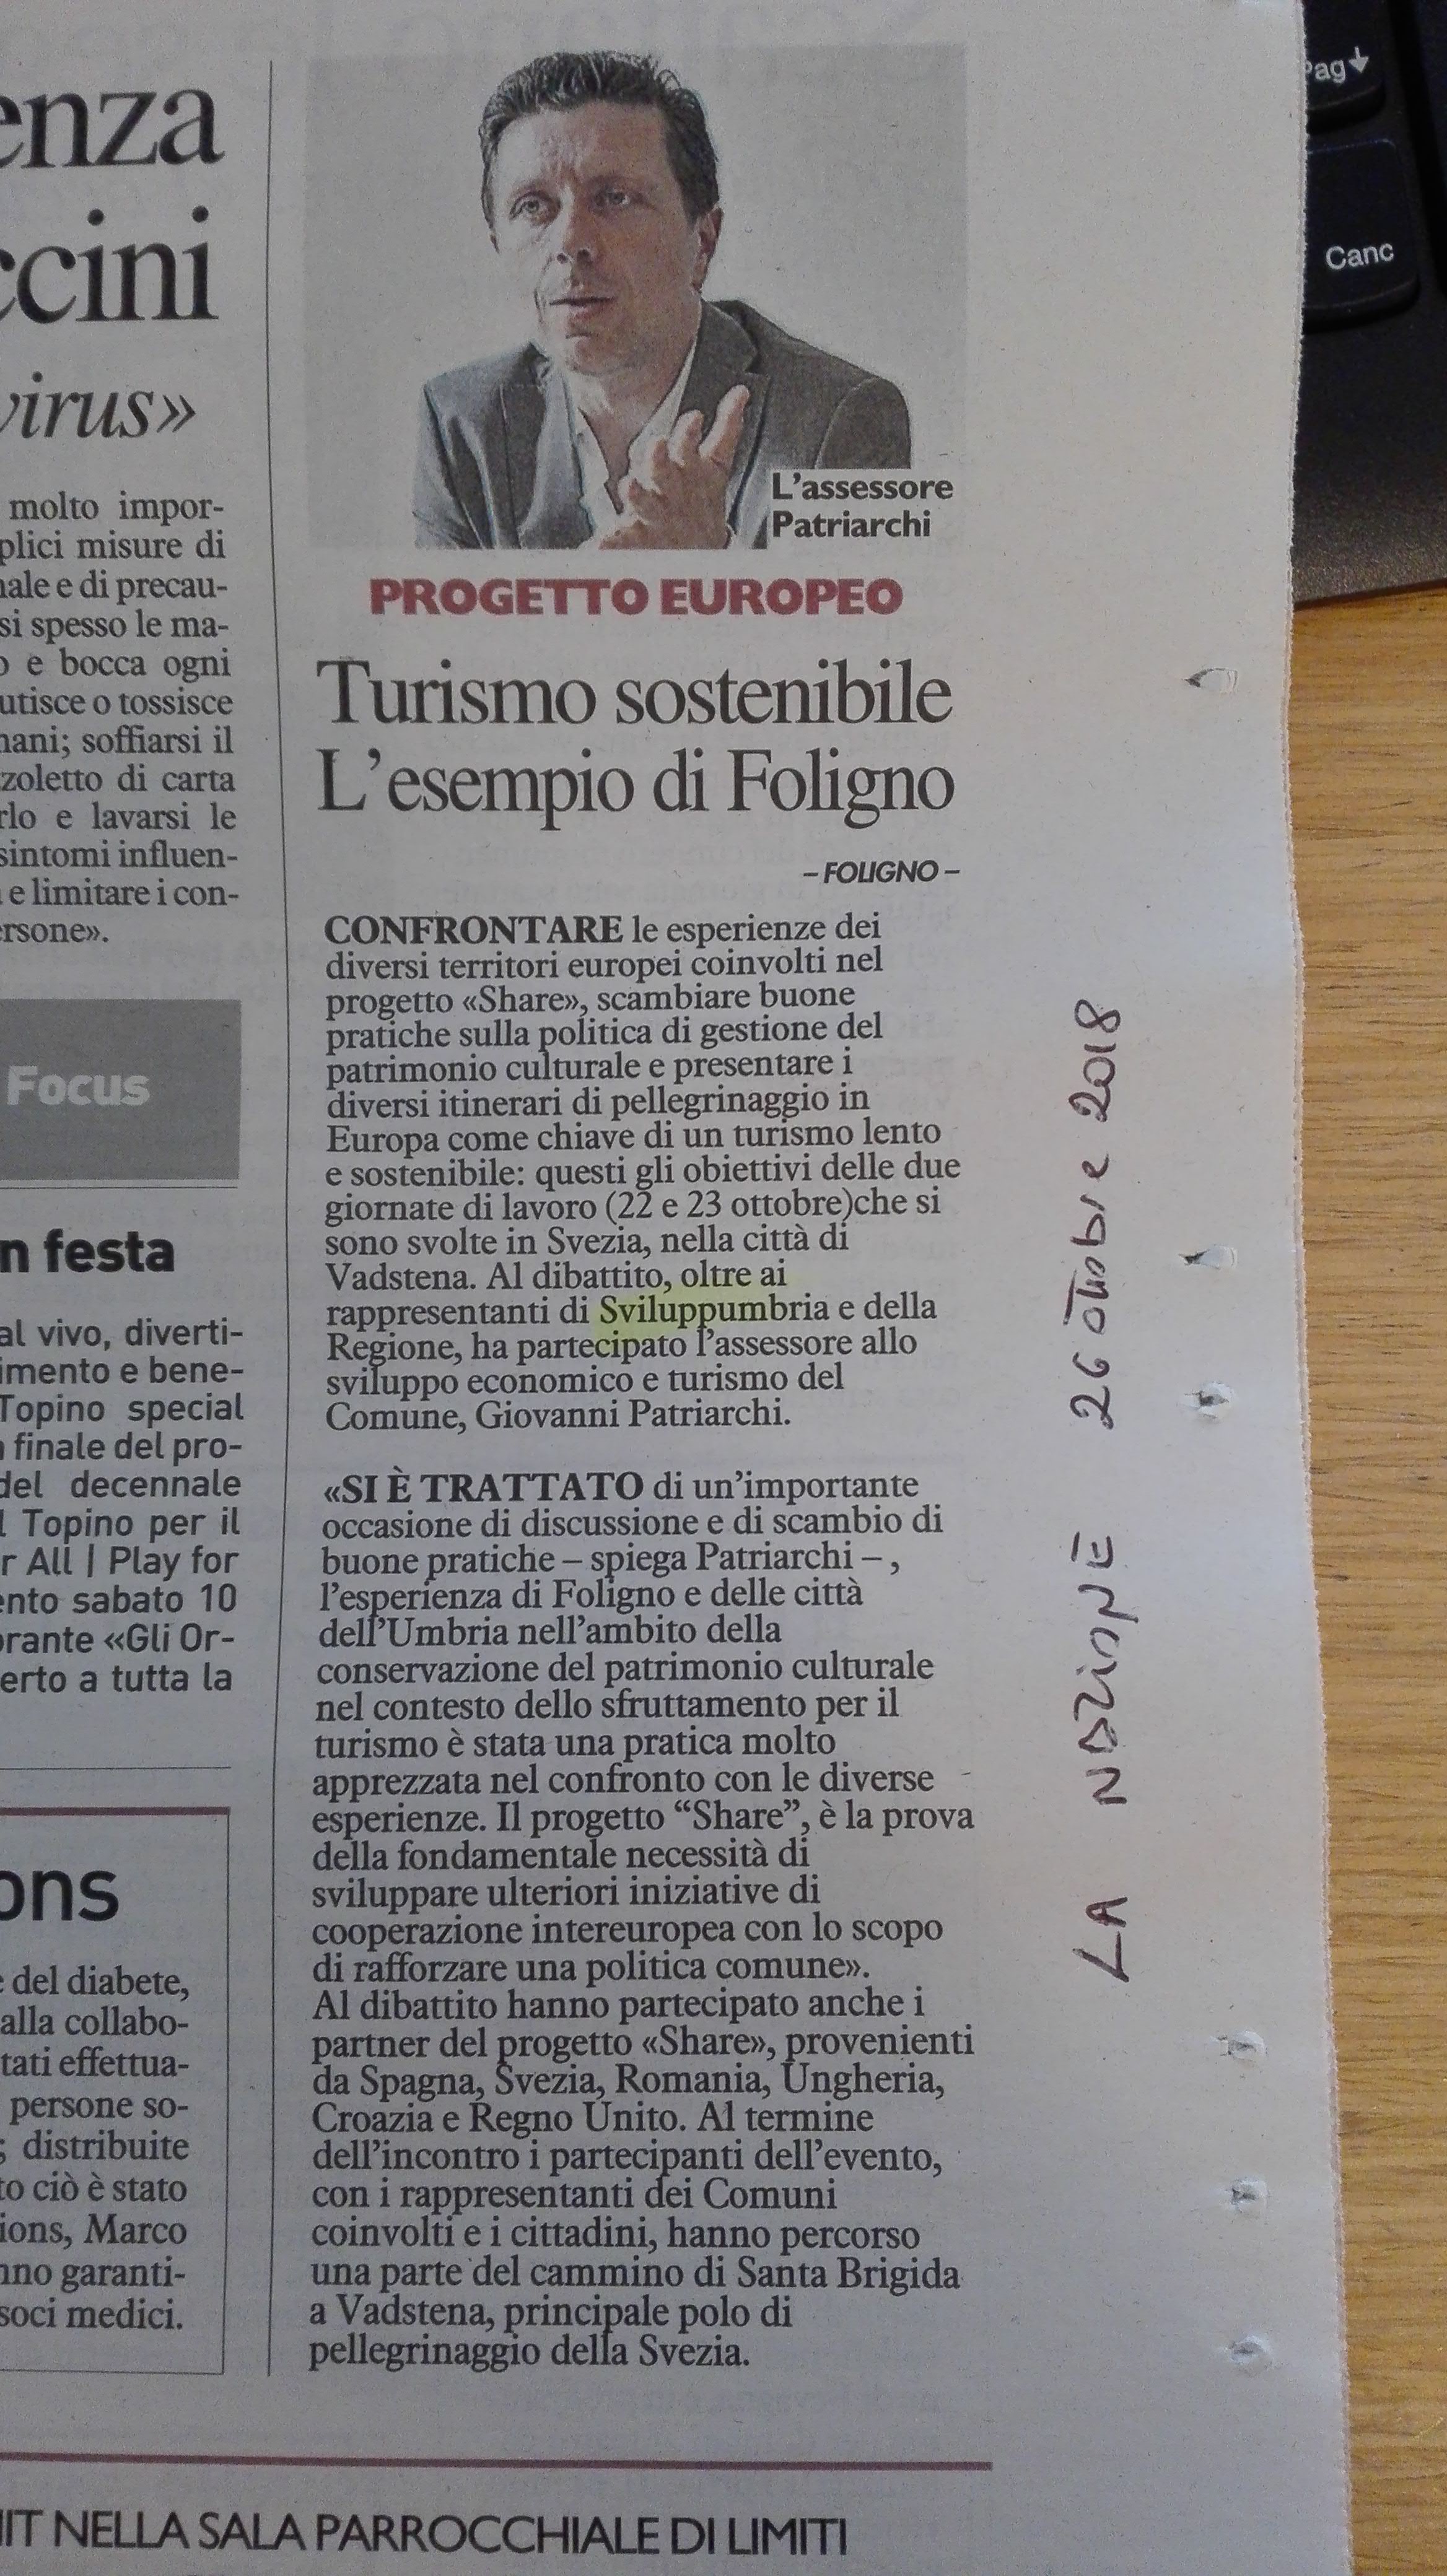 enza
ccini
virus»
molto impor-
plici misure di
nale e di precau-
si spesso le ma-
o e bocca ogni
utisce o tossisce
nani; soffiarsi il
zoletto di carta
rlo e lavarsi le
sintomi influen-
e limitare i con-
rsone».
Focus
n festa
al vivo, diverti-
imento e bene-
Topino special
finale del pro-
del decennale
l Topino per il
r All | Play for
ento sabato 10
orante «Gli Or-
erto a tutta la
ons
del diabete,
alla collabo-
tati effettua-
persone so-
; distribuite
to ciò è stato
ions, Marco
nno garanti-
soci medici.
L'assessore
Patriarchi
PROGETTO EUROPEO
Turismo sostenibile
L'esempio di Foligno
– FOLIGNO –
CONFRONTARE le esperienze dei
diversi territori europei coinvolti nel
progetto «Share», scambiare buone
pratiche sulla politica di gestione del
patrimonio culturale e presentare i
diversi itinerari di pellegrinaggio in
Europa come chiave di un turismo lento
e sostenibile: questi gli obiettivi delle due
giornate di lavoro (22 e 23 ottobre)che si
sono svolte in Svezia, nella città di
Vadstena. Al dibattito, oltre ai
rappresentanti di Sviluppumbria e della
Regione, ha partecipato l'assessore allo
sviluppo economico e turismo del
Comune, Giovanni Patriarchi.
«SI È TRATTATO di un'importante
occasione di discussione e di scambio di
buone pratiche – spiega Patriarchi – ,
l'esperienza di Foligno e delle città
dell'Umbria nell'ambito della
conservazione del patrimonio culturale
nel contesto dello sfruttamento per il
turismo è stata una pratica molto
apprezzata nel confronto con le diverse
esperienze. Il progetto “Share”, è la prova
della fondamentale necessità di
sviluppare ulteriori iniziative di
cooperazione intereuropea con lo scopo
di rafforzare una politica comune».
Al dibattito hanno partecipato anche i
partner del progetto «Share», provenienti
da Spagna, Svezia, Romania, Ungheria,
Croazia e Regno Unito. Al termine
dell'incontro i partecipanti dell'evento,
con i rappresentanti dei Comuni
coinvolti e i cittadini, hanno percorso
una parte del cammino di Santa Brigida
a Vadstena, principale polo di
pellegrinaggio della Svezia.
NELLA SALA PARROCCHIALE DI LIMITI
LA NAZIONE 26 ottobre 2018
Pag
Canc